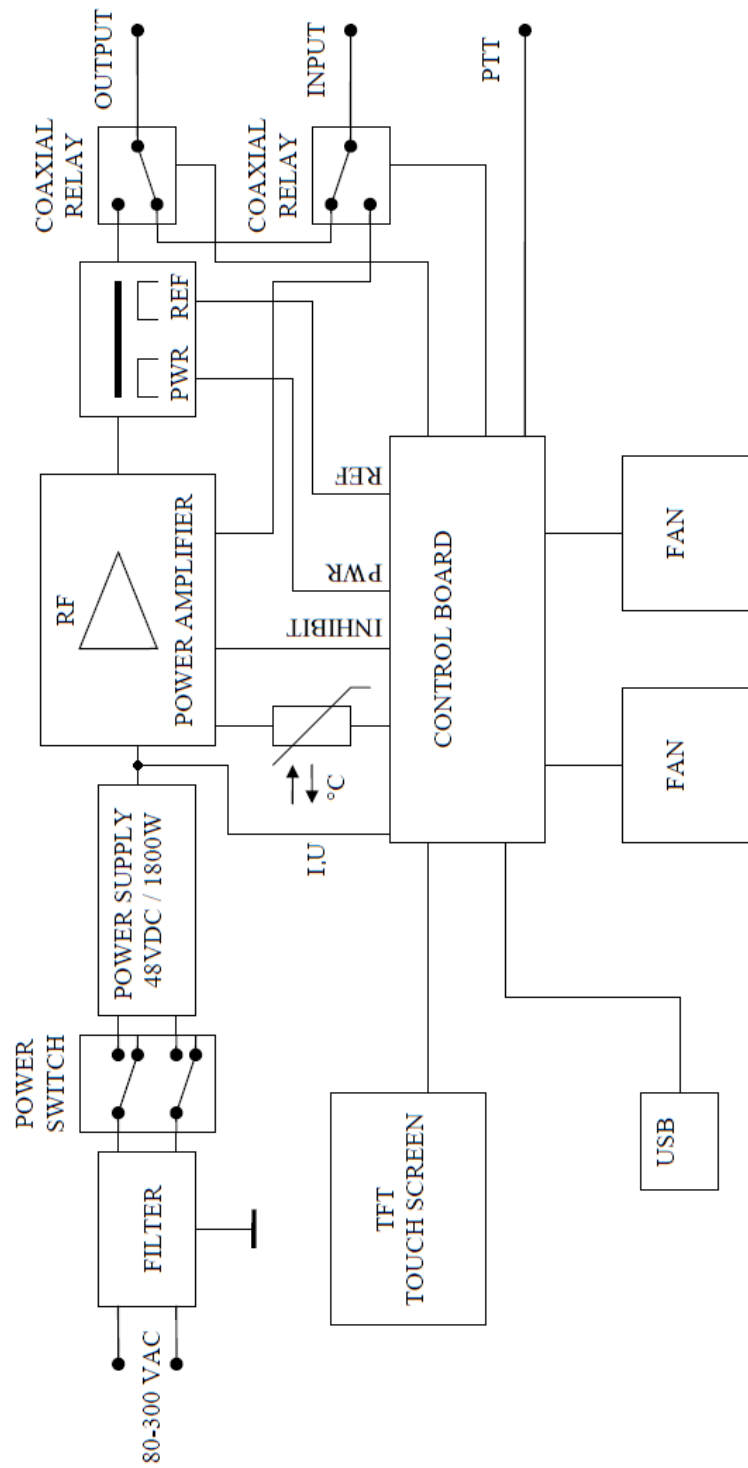 80-300 VAC
FILTER
POWER
SWITCH
POWER SUPPLY
48VDC / 1800W
RF
POWER AMPLIFIER
PWR
REF
COAXIAL
RELAY
OUTPUT
COAXIAL
RELAY
INPUT
PTT
I,U
°C
INHIBIT
PWR
REF
CONTROL BOARD
TFT
TOUCH SCREEN
USB
FAN
FAN